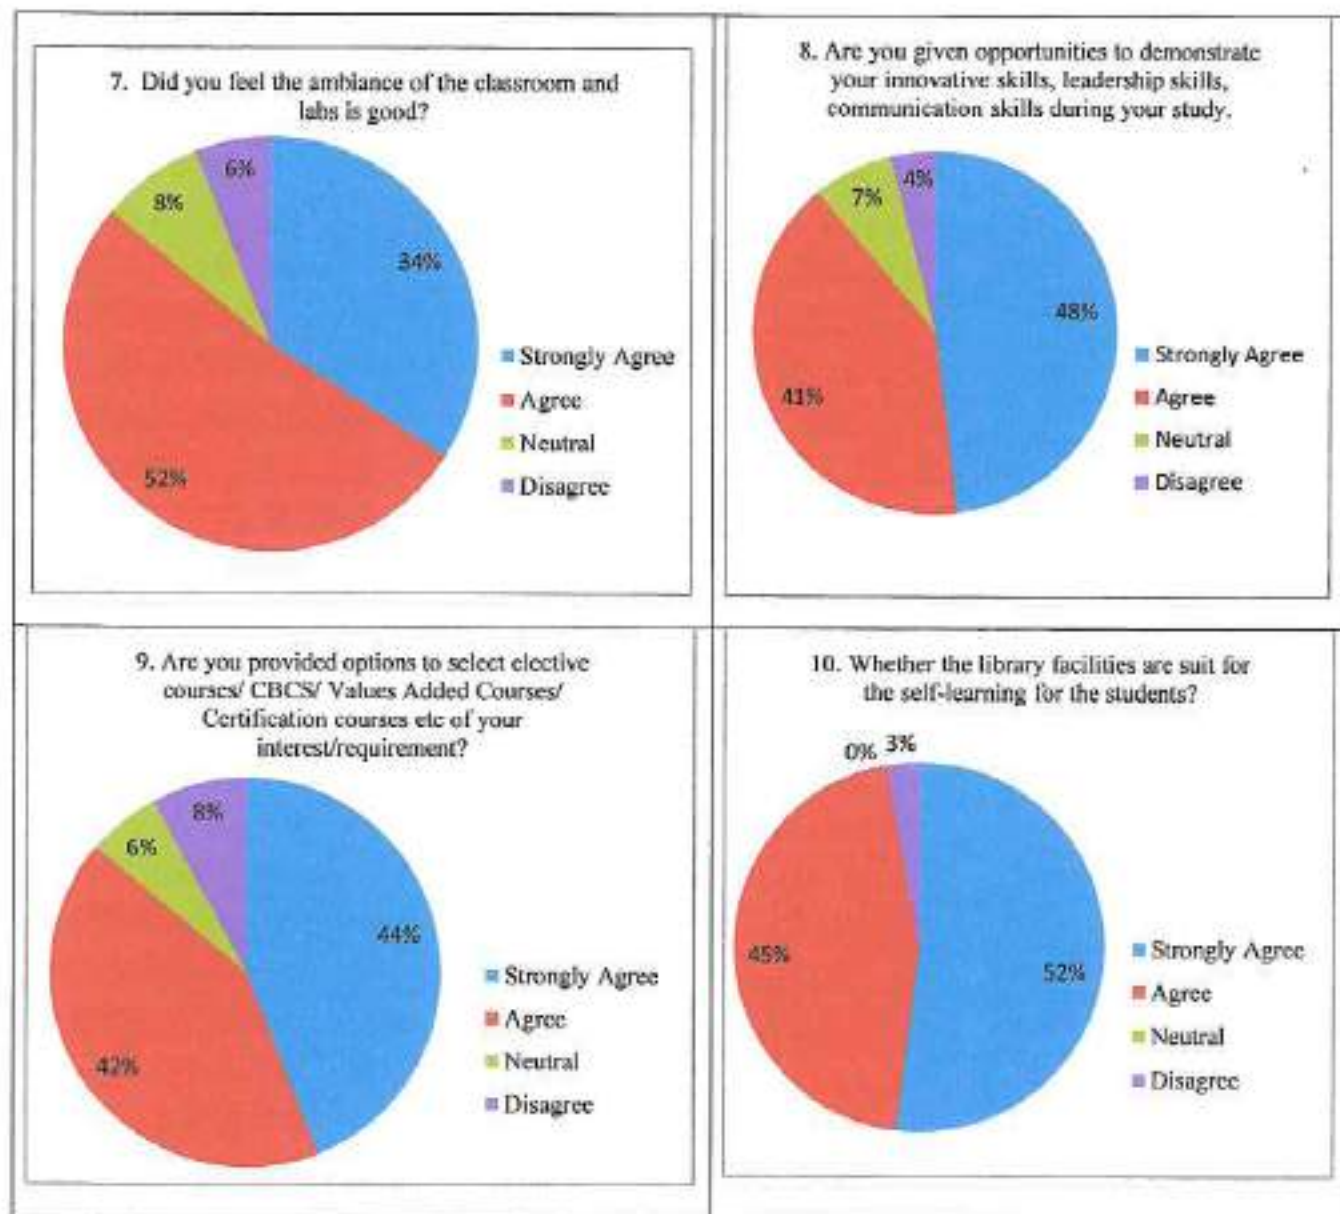 7. Did you feel the ambiance of the classroom and
labs is good?
6%
8%
34%
52%
Strongly Agree
Agree
Neutral
Disagree
8. Are you given opportunities to demonstrate
your innovative skills, leadership skills,
communication skills during your study.
4%
7%
48%
41%
Strongly Agree
Agree
Neutral
Disagree
9. Are you provided options to select elective
courses/ CBCS/ Values Added Courses/
Certification courses etc of your
interest/requirement?
8%
6%
44%
42%
Strongly Agree
Agree
Neutral
Disagree
10. Whether the library facilities are suit for
the self-learning for the students?
0% 3%
45%
52%
Strongly Agree
Agree
Neutral
Disagree